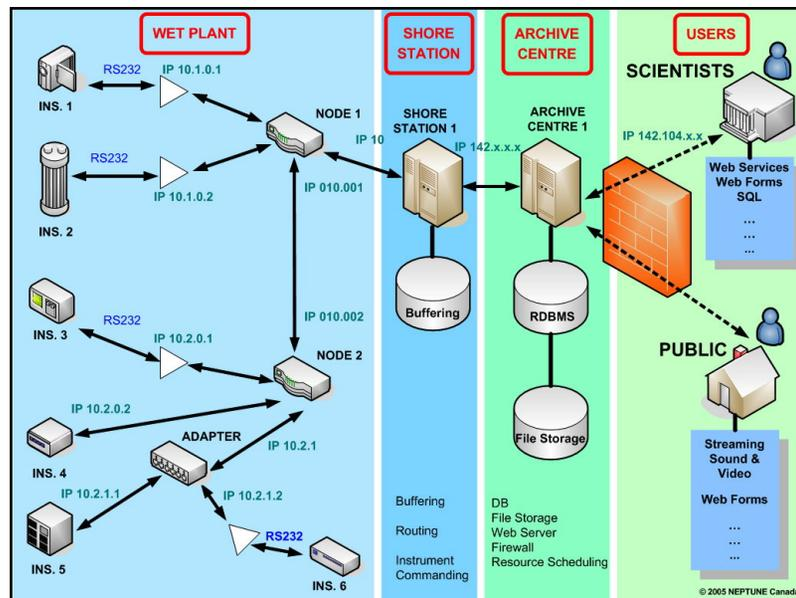 WET PLANT
SHORE
STATION
ARCHIVE
CENTRE
USERS
SCIENTISTS
INS. 1
RS232
IP 10.1.0.1
NODE 1
IP 10
SHORE
STATION 1
IP 142.x.x.x
ARCHIVE
CENTRE 1
IP 142.104.x.x
INS. 2
RS232
IP 10.1.0.2
IP 010.001
Web Services
Web Forms
SQL
...
...
...
INS. 3
RS232
IP 10.2.0.1
IP 010.002
NODE 2
Buffering
RDBMS
PUBLIC
INS. 4
IP 10.2.0.2
ADAPTER
IP 10.2.1
File Storage
INS. 5
IP 10.2.1.1
IP 10.2.1.2
RS232
INS. 6
Streaming
Sound &
Video
Web Forms
...
...
...
Buffering
Routing
Instrument
Commanding
DB
File Storage
Web Server
Firewall
Resource Scheduling
© 2005 NEPTUNE Canada